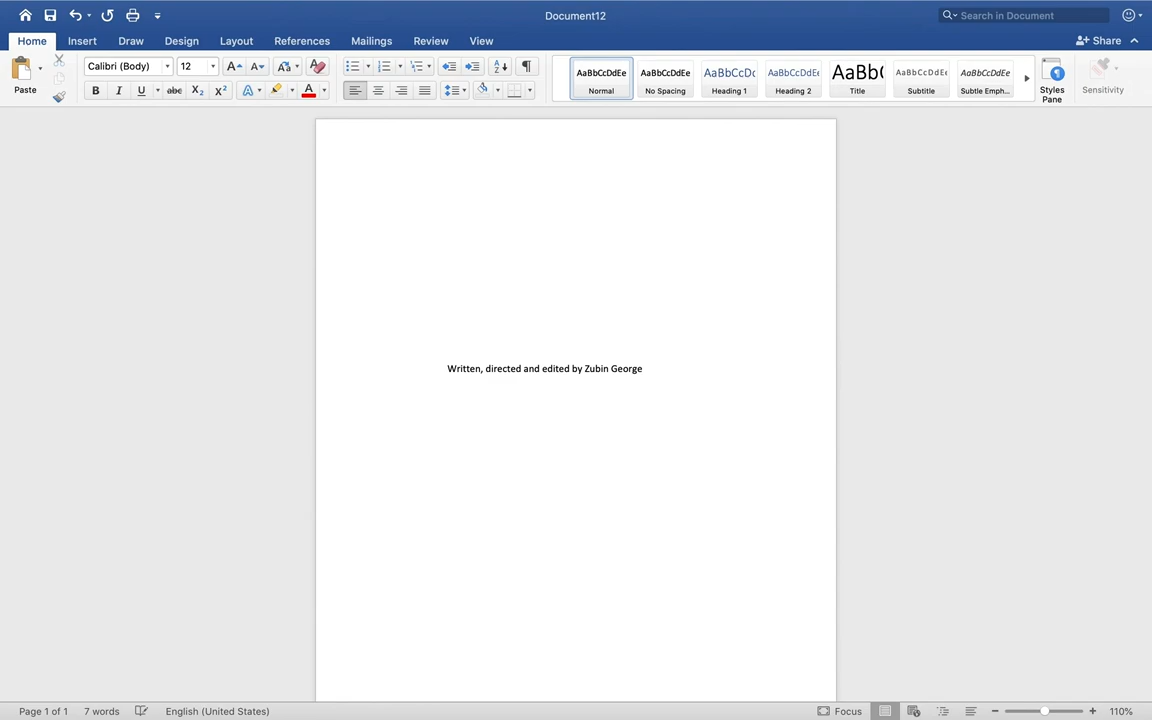 Document12
Search in Document
Home Insert Draw Design Layout References Mailings Review View Share
Paste
Calibri (Body) 12
AaBbCcDdEe AaBbCcDdEe AaBbCcDc AaBbCcDdEe AaBb( AaBbCcDdEe AaBbCcDdEe
Normal No Spacing Heading 1 Heading 2 Title Subtitle Subtle Emph...
Styles Pane
Sensitivity
B I U abc X₂ X² A A
Written, directed and edited by Zubin George
Page 1 of 1 7 words English (United States) Focus 110%